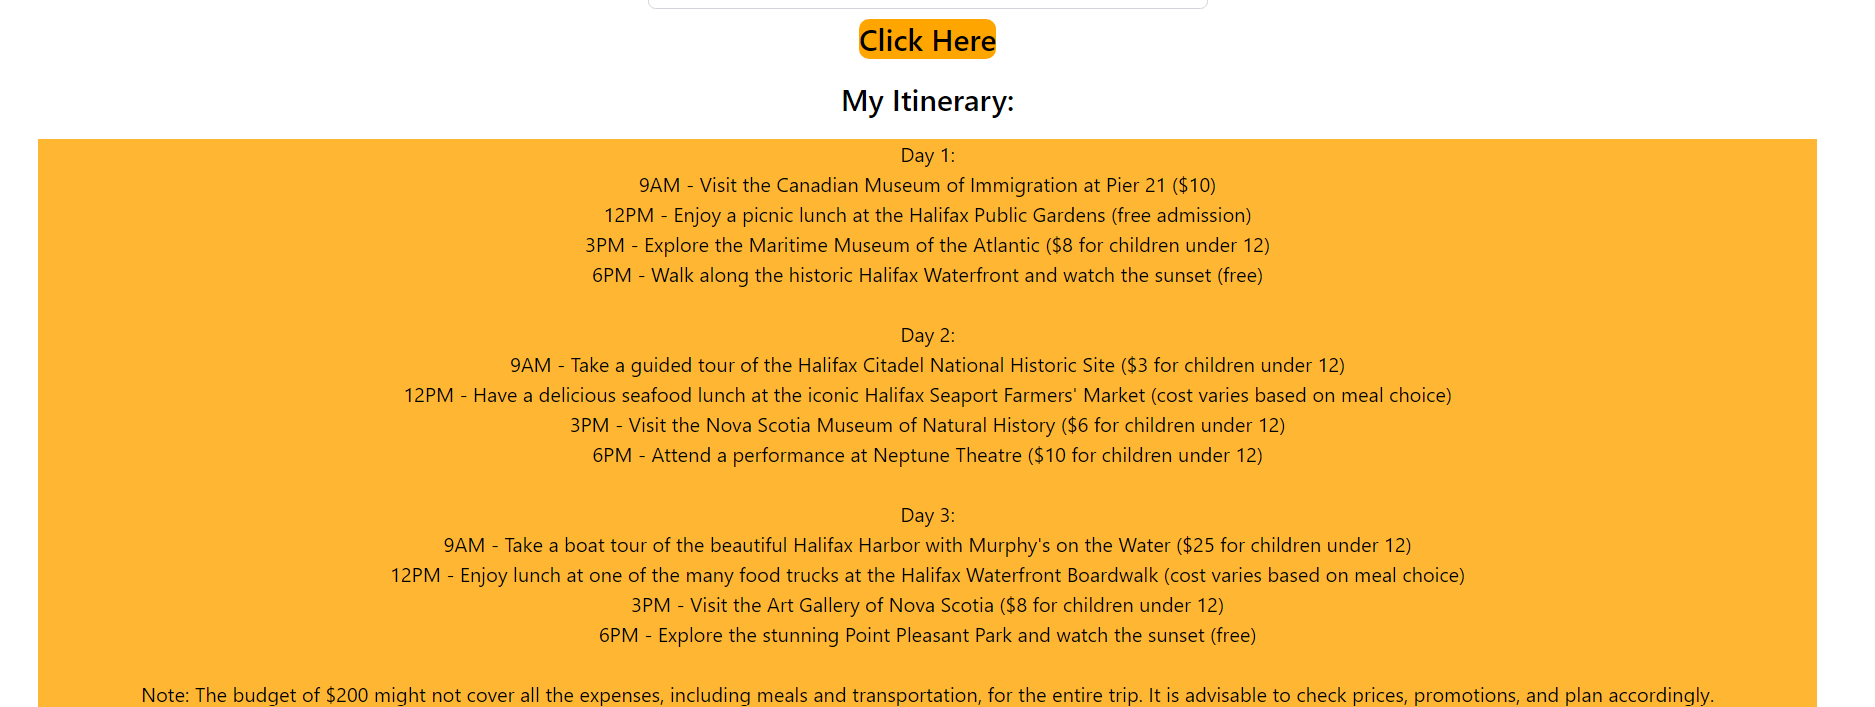 Click Here
My Itinerary:
Day 1:
9AM - Visit the Canadian Museum of Immigration at Pier 21 ($10)
12PM - Enjoy a picnic lunch at the Halifax Public Gardens (free admission)
3PM - Explore the Maritime Museum of the Atlantic ($8 for children under 12)
6PM - Walk along the historic Halifax Waterfront and watch the sunset (free)
Day 2:
9AM - Take a guided tour of the Halifax Citadel National Historic Site ($3 for children under 12)
12PM - Have a delicious seafood lunch at the iconic Halifax Seaport Farmers' Market (cost varies based on meal choice)
3PM - Visit the Nova Scotia Museum of Natural History ($6 for children under 12)
6PM - Attend a performance at Neptune Theatre ($10 for children under 12)
Day 3:
9AM - Take a boat tour of the beautiful Halifax Harbor with Murphy's on the Water ($25 for children under 12)
12PM - Enjoy lunch at one of the many food trucks at the Halifax Waterfront Boardwalk (cost varies based on meal choice)
3PM - Visit the Art Gallery of Nova Scotia ($8 for children under 12)
6PM - Explore the stunning Point Pleasant Park and watch the sunset (free)
Note: The budget of $200 might not cover all the expenses, including meals and transportation, for the entire trip. It is advisable to check prices, promotions, and plan accordingly.